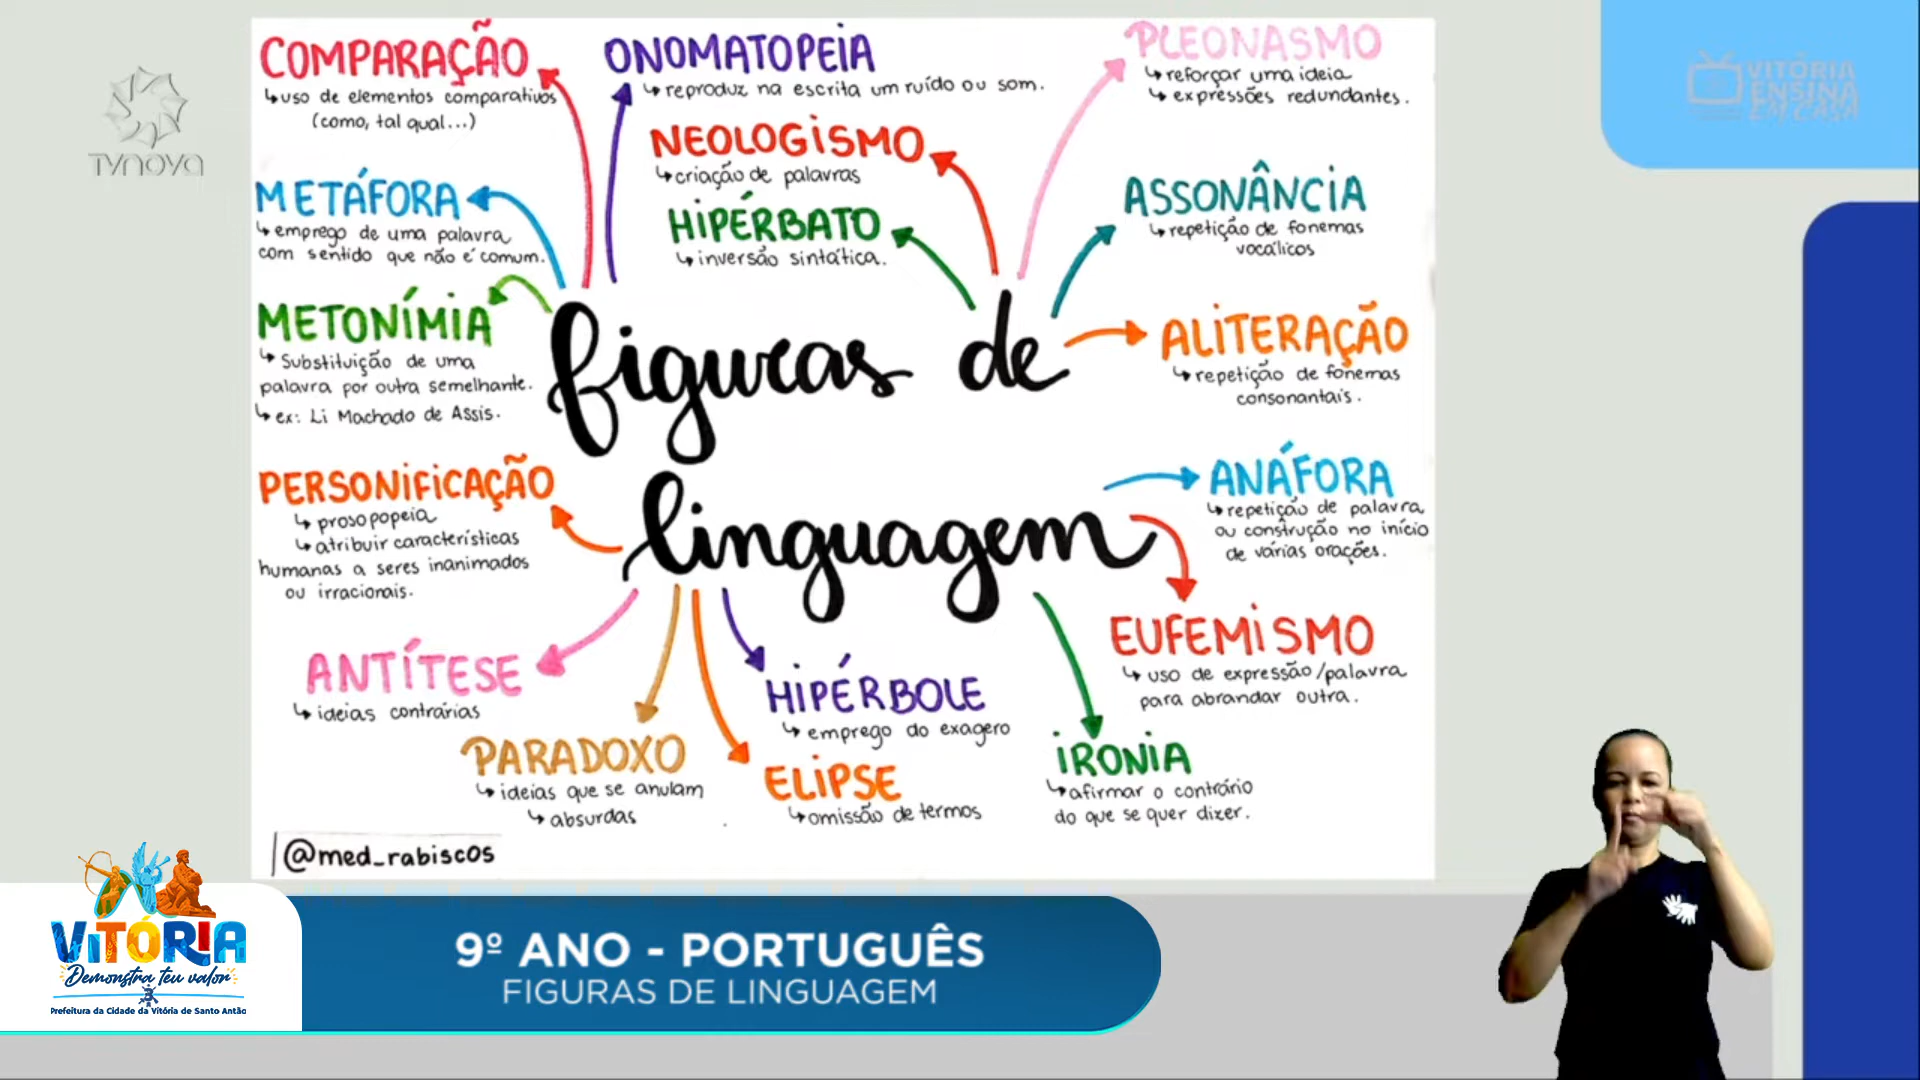 COMPARAÇÃO
↳uso de elementos comparativos
(como, tal qual...)
METÁFORA
↳emprego de uma palavra
com sentido que não é comum.
METONÍMIA
↳Substituição de uma
palavra por outra semelhante.
↳ex: Li Machado de Assis.
PERSONIFICAÇÃO
↳prosopopeia
↳atribuir características
humanas a seres inanimados
ou irracionais.
ANTÍTESE
↳ideias contrárias
PARADOXO
↳ideias que se anulam
↳absurdas
ONOMATOPEIA
↳reproduz na escrita um ruído ou som.
NEOLOGISMO
↳criação de palavras
HIPÉRBATO
↳inversão sintática.
figuras de
linguagem
HIPÉRBOLE
↳emprego do exagero
ELIPSE
↳omissão de termos
PLEONASMO
↳reforçar uma ideia
↳expressões redundantes.
ASSONÂNCIA
↳repetição de fonemas
vocálicos
ALITERAÇÃO
↳repetição de fonemas
consonantais.
ANÁFORA
↳repetição de palavra
ou construção no início
de várias orações.
EUFEMISMO
↳uso de expressão/palavra
para abrandar outra.
IRONIA
↳afirmar o contrário
do que se quer dizer.
@med_rabiscos
TVNOVA
VITÓRIA
ENSINA
EM CASA
VITÓRIA
Demonstra teu valor
Prefeitura da Cidade da Vitória de Santo Antão
9º ANO - PORTUGUÊS
FIGURAS DE LINGUAGEM